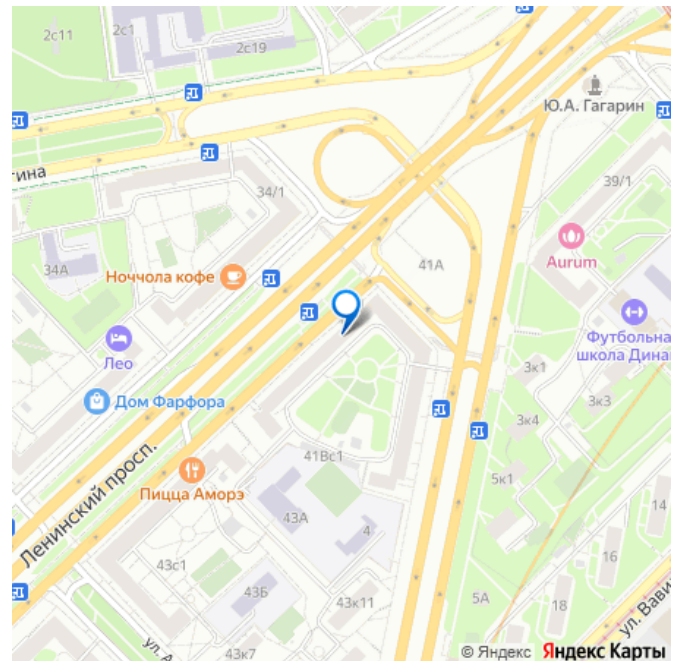 2с11
2с1
2с19
Ю.А. Гагарин
гина
34/1
39/1
34А
Ноччола кофе
41А
Aurum
Лео
Футбольна
школа Дина
3к1
Дом Фарфора
3к3
3к4
41Вс1
Ленинский просп.
Пицца Аморэ
5к1
43А
4
14
43с1
16
43Б
43к11
5А
18
ул. Вави
ул. А
43к7
© Яндекс Яндекс Карты